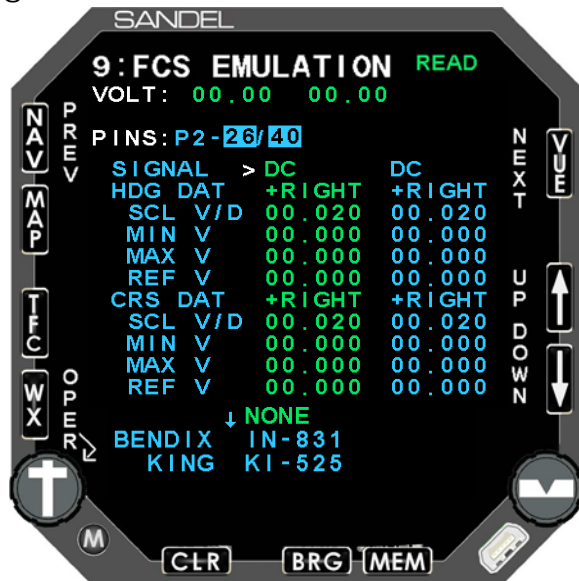 SANDEL
9:FCS EMULATION READ
VOLT: 00.00 00.00
PINS:P2-26/40
SIGNAL >DC DC
HDG DAT +RIGHT +RIGHT
SCL V/D 00.020 00.020
MIN V 00.000 00.000
MAX V 00.000 00.000
REF V 00.000 00.000
CRS DAT +RIGHT +RIGHT
SCL V/D 00.020 00.020
MIN V 00.000 00.000
MAX V 00.000 00.000
REF V 00.000 00.000
↓NONE
BENDIX IN-831
KING KI-525
NAV
PREV
MAP
TFC
WX
OPER
NEXT
VUE
UP
DOWN
M
CLR
BRG
MEM